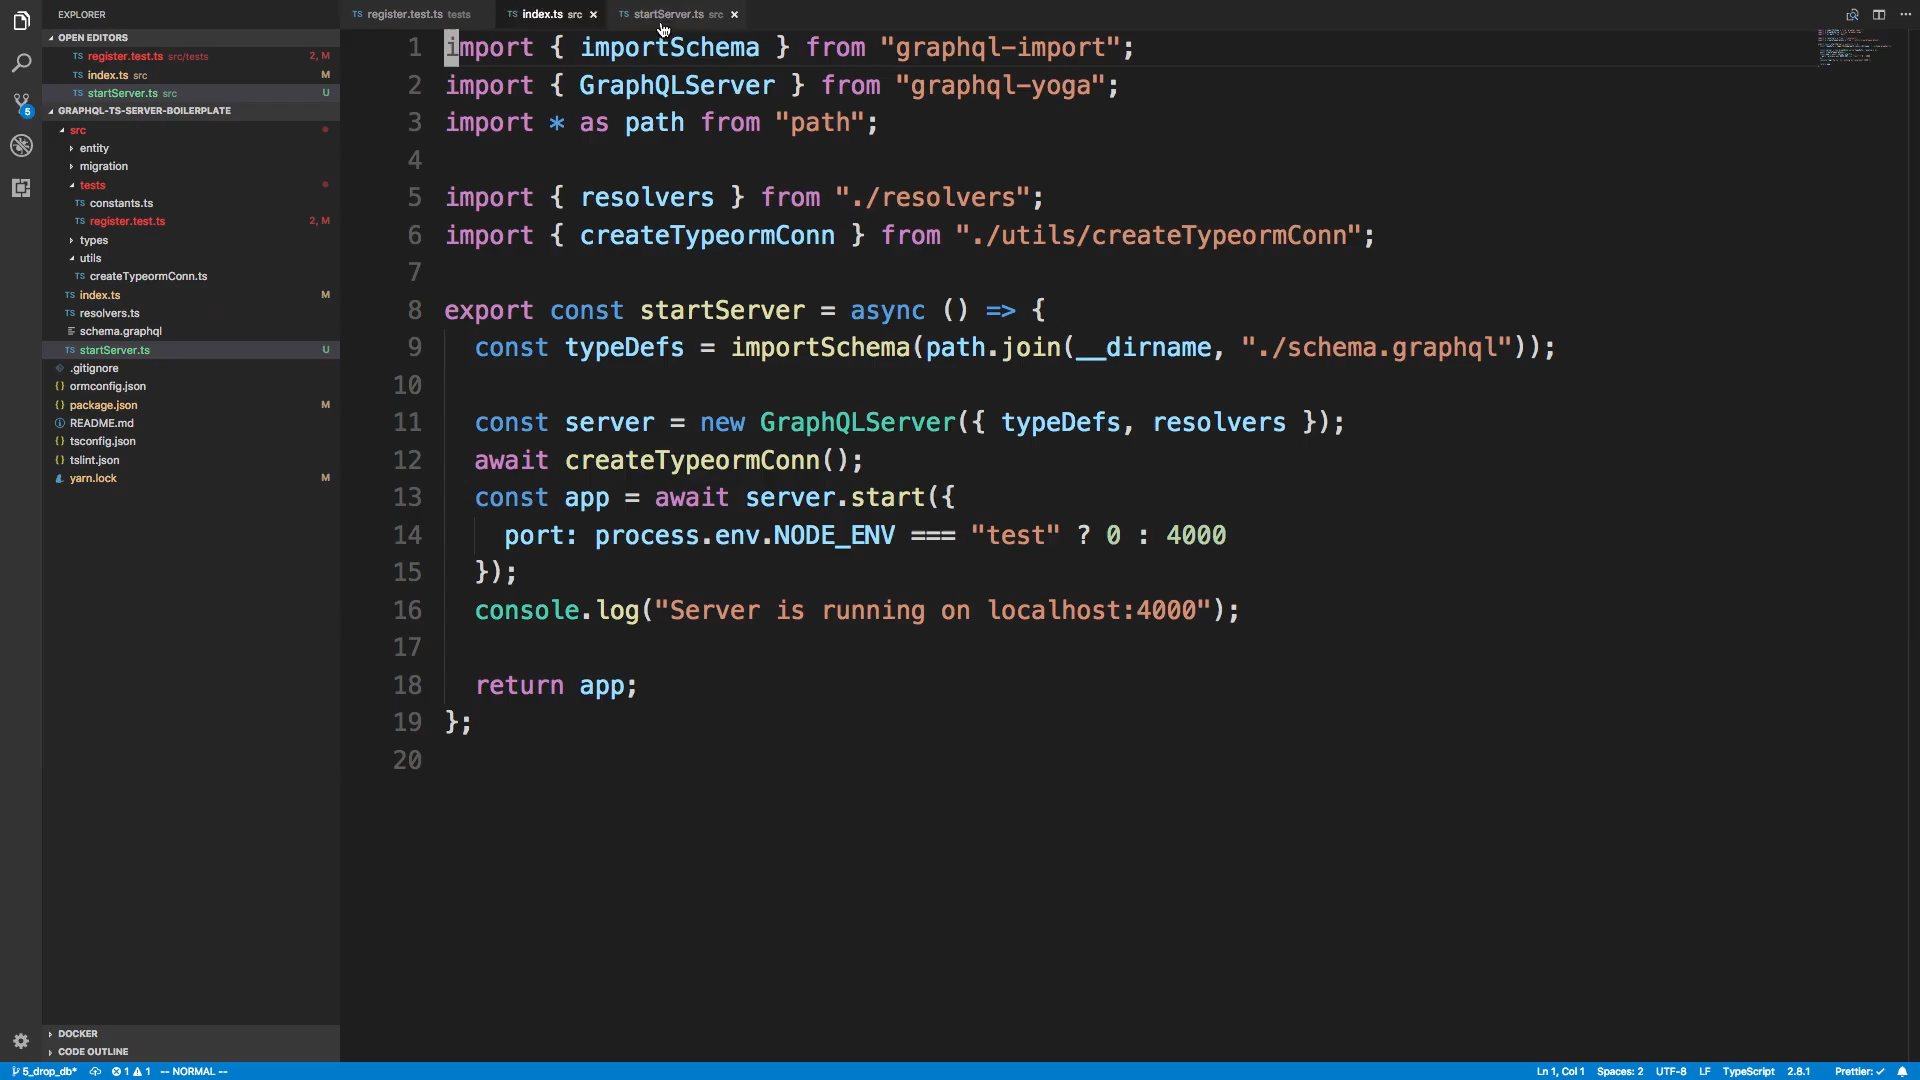 EXPLORER
OPEN EDITORS
TS register.test.ts src/tests 2, M
TS index.ts src M
TS startServer.ts src U
5
GRAPHQL-TS-SERVER-BOILERPLATE
src
entity
migration
tests
TS constants.ts
TS register.test.ts 2, M
types
utils
TS createTypeormConn.ts
TS index.ts M
TS resolvers.ts
schema.graphql
TS startServer.ts U
.gitignore
{} ormconfig.json
{} package.json M
README.md
{} tsconfig.json
{} tslint.json
yarn.lock M
DOCKER
CODE OUTLINE
TS register.test.ts tests TS index.ts src × TS startServer.ts src ×
1 import { importSchema } from "graphql-import";
2 import { GraphQLServer } from "graphql-yoga";
3 import * as path from "path";
4
5 import { resolvers } from "./resolvers";
6 import { createTypeormConn } from "./utils/createTypeormConn";
7
8 export const startServer = async () => {
9 const typeDefs = importSchema(path.join(__dirname, "./schema.graphql"));
10
11 const server = new GraphQLServer({ typeDefs, resolvers });
12 await createTypeormConn();
13 const app = await server.start({
14 port: process.env.NODE_ENV === "test" ? 0 : 4000
15 });
16 console.log("Server is running on localhost:4000");
17
18 return app;
19 };
20
5_drop_db* 1 1 -- NORMAL -- Ln 1, Col 1 Spaces: 2 UTF-8 LF TypeScript 2.8.1 Prettier: ✓